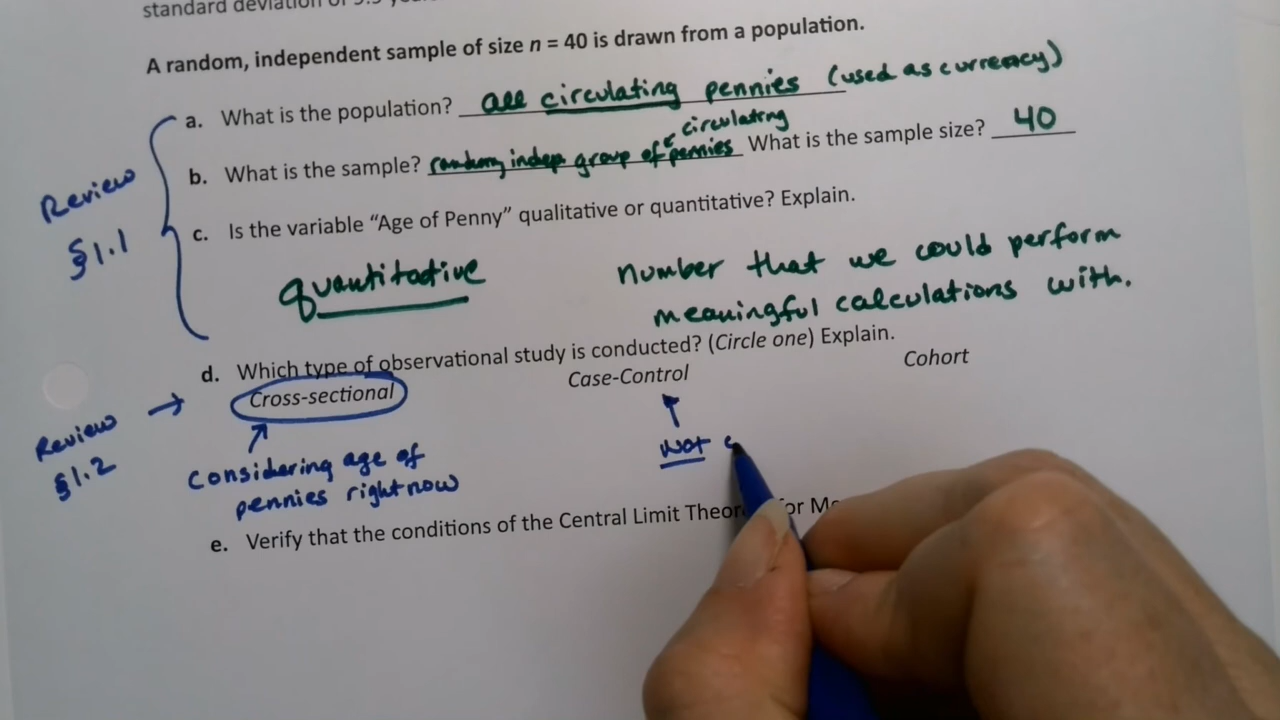 standard deviation of 9.
A random, independent sample of size n = 40 is drawn from a population.
a. What is the population? all circulating pennies (used as currency)
circulating
b. What is the sample? random, indep. group of pennies What is the sample size? 40
Review
§1.1
c. Is the variable “Age of Penny” qualitative or quantitative? Explain.
quantitative number that we could perform
meaningful calculations with.
d. Which type of observational study is conducted? (Circle one) Explain.
Cross-sectional Case-Control Cohort
Review →
§1.2
considering age of
pennies right now
Not
e. Verify that the conditions of the Central Limit Theor for